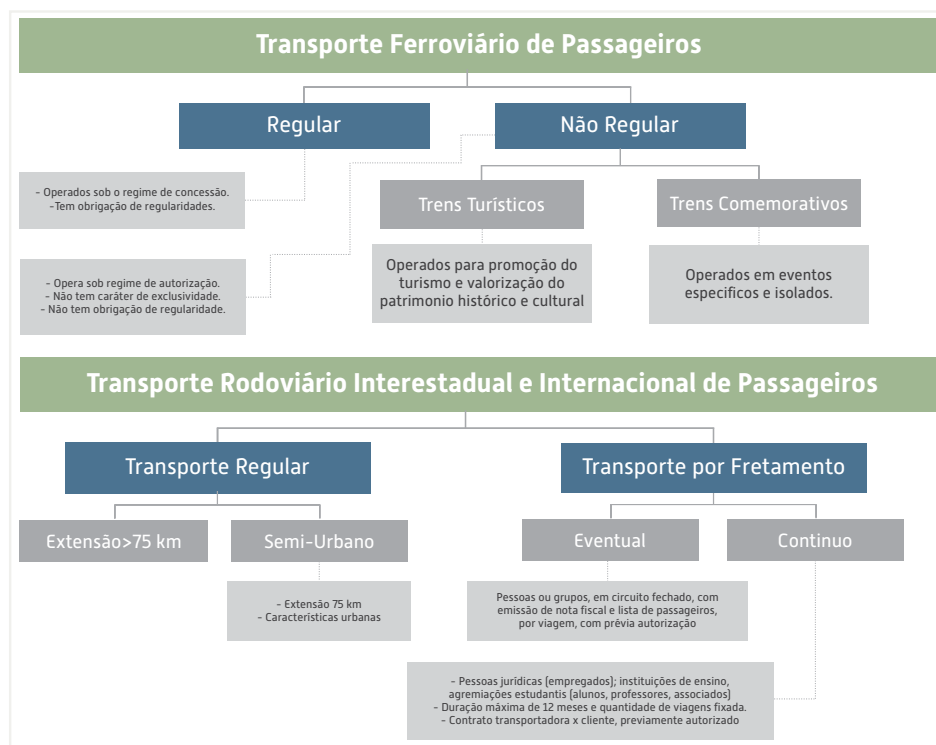 Transporte Ferroviário de Passageiros
Regular
Não Regular
- Operados sob o regime de concessão.
-Tem obrigação de regularidades.
Trens Turísticos
Trens Comemorativos
- Opera sob regime de autorização.
- Não tem caráter de exclusividade.
- Não tem obrigação de regularidade.
Operados para promoção do
turismo e valorização do
patrimonio histórico e cultural
Operados em eventos
especificos e isolados.
Transporte Rodoviário Interestadual e Internacional de Passageiros
Transporte Regular
Transporte por Fretamento
Extensão>75 km
Semi-Urbano
Eventual
Continuo
- Extensão 75 km
- Características urbanas
Pessoas ou grupos, em circuito fechado, com
emissão de nota fiscal e lista de passageiros,
por viagem, com prévia autorização
- Pessoas jurídicas (empregados); instituições de ensino,
agremiações estudantis (alunos, professores, associados)
- Duração máxima de 12 meses e quantidade de viagens fixada.
- Contrato transportadora x cliente, previamente autorizado